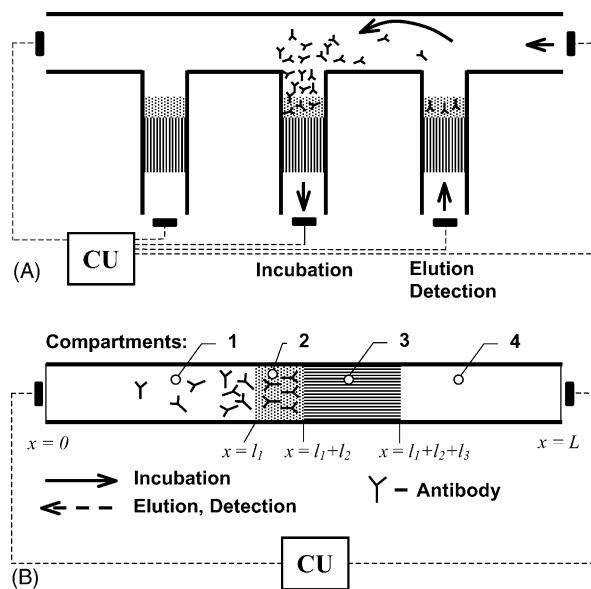 CU
(A)
Incubation
Elution
Detection
Compartments: 1 2 3 4
x = 0
x = l₁
x = l₁+l₂
x = l₁+l₂+l₃
x = L
Incubation
Elution, Detection
– Antibody
CU
(B)